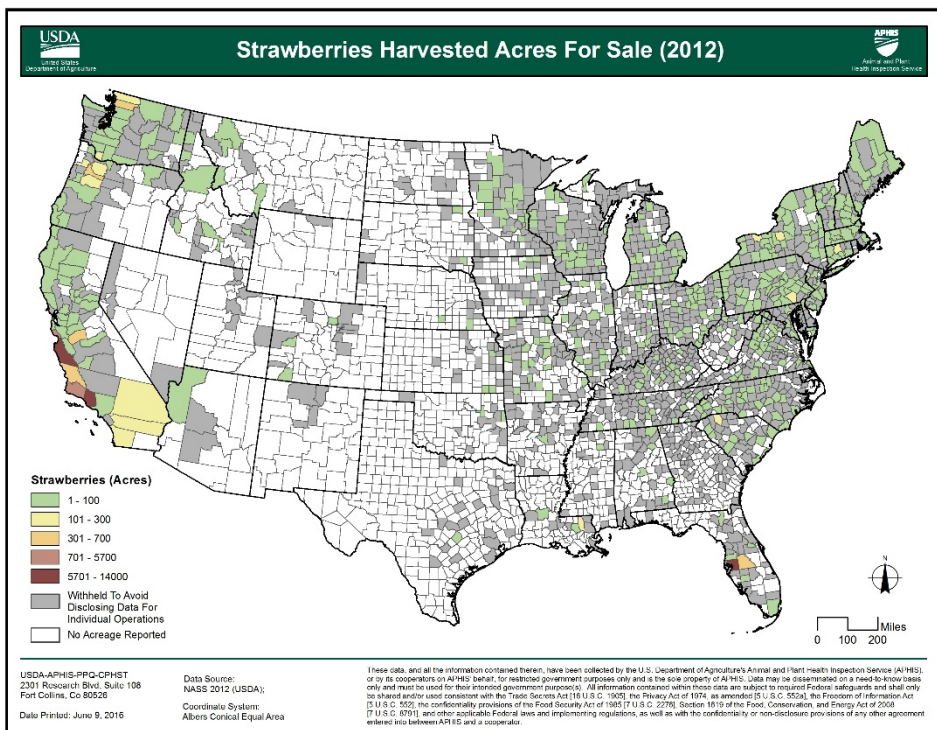 USDA
United States
Department of Agriculture
Strawberries Harvested Acres For Sale (2012)
APHIS
Animal and Plant
Health Inspection Service
Strawberries (Acres)
1 - 100
101 - 300
301 - 700
701 - 5700
5701 - 14000
Withheld To Avoid
Disclosing Data For
Individual Operations
No Acreage Reported
N
Miles
0 100 200
USDA-APHIS-PPQ-CPHST
2301 Research Blvd, Suite 108
Fort Collins, Co 80526
Date Printed: June 9, 2016
Data Source:
NASS 2012 (USDA);
Coordinate System:
Albers Conical Equal Area
These data, and all the information contained therein, have been collected by the U.S. Department of Agriculture's Animal and Plant Health Inspection Service (APHIS),
or by its cooperators on APHIS' behalf, for restricted government purposes only and is the sole property of APHIS. Data may be disseminated on a need-to-know basis
only and must be used for their intended government purpose(s). All information contained within these data are subject to required Federal safeguards and shall only
be shared and/or used consistent with the Trade Secrets Act [18 U.S.C. 1905], the Privacy Act of 1974, as amended [5 U.S.C. 552a], the Freedom of Information Act
[5 U.S.C. 552], the confidentiality provisions of the Food Security Act of 1985 [7 U.S.C. 2276], Section 1619 of the Food, Conservation, and Energy Act of 2008
[7 U.S.C. 8791], and other applicable Federal laws and implementing regulations, as well as with the confidentiality or non-disclosure provisions of any other agreement
entered into between APHIS and a cooperator.